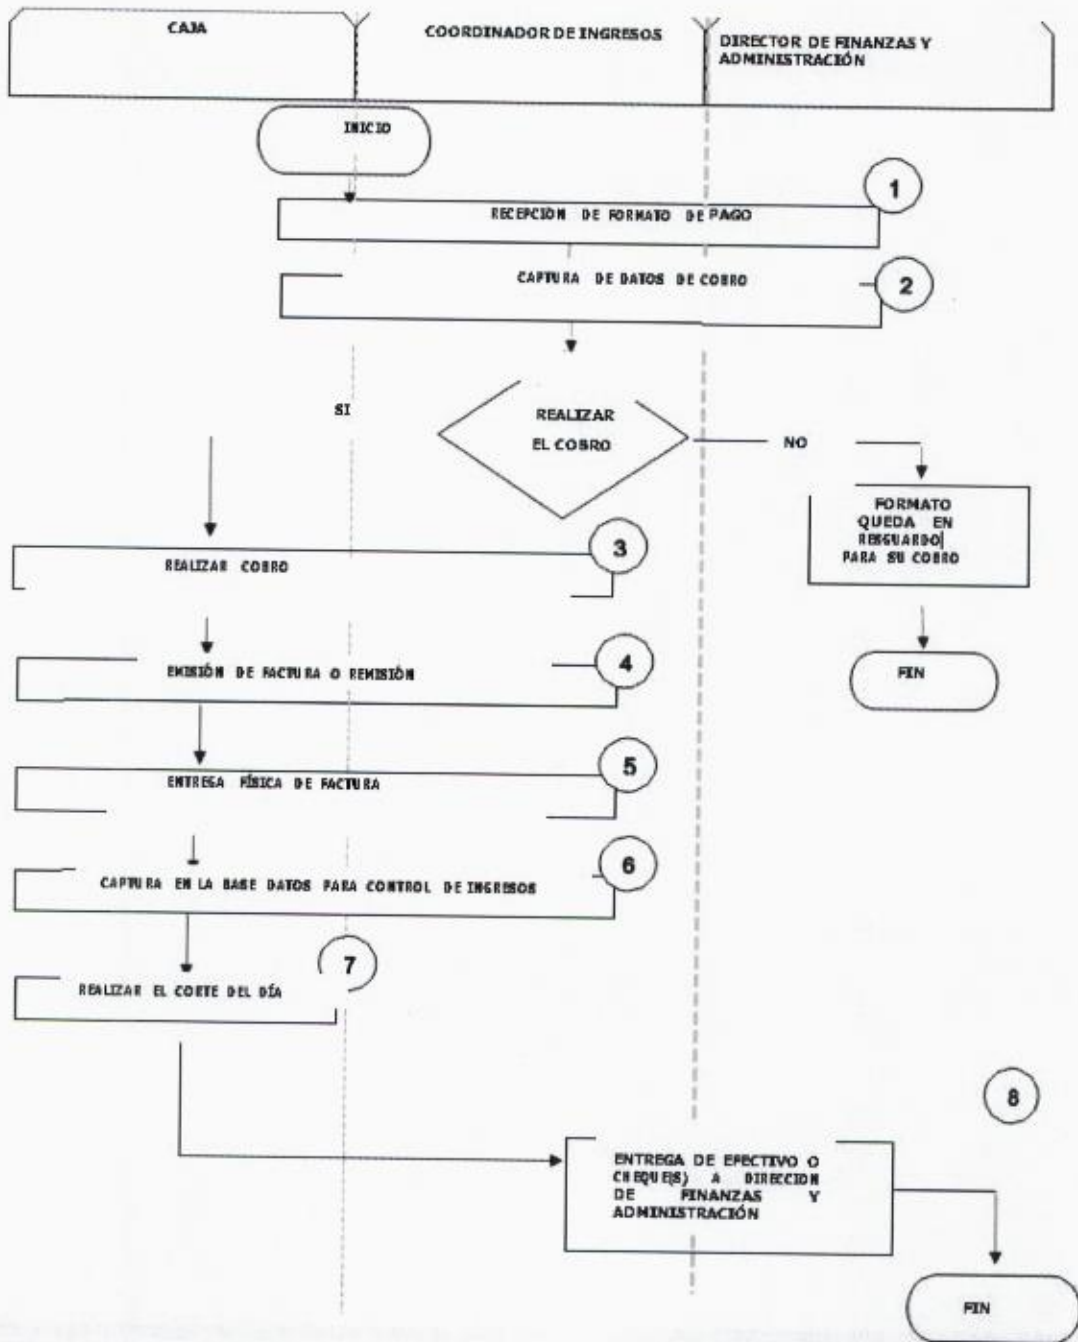 CAJA
COORDINADOR DE INGRESOS
DIRECTOR DE FINANZAS Y
ADMINISTRACIÓN
INICIO
1
RECEPCIÓN DE FORMATO DE PAGO
2
CAPTURA DE DATOS DE COBRO
SI
REALIZAR
EL COBRO
NO
FORMATO
QUEDA EN
RESGUARDO
PARA SU COBRO
FIN
3
REALIZAR COBRO
4
EMISIÓN DE FACTURA O REMISIÓN
5
ENTREGA FÍSICA DE FACTURA
6
CAPTURA EN LA BASE DATOS PARA CONTROL DE INGRESOS
7
REALIZAR EL CORTE DEL DÍA
8
ENTREGA DE EFECTIVO O
CHEQUE(S) A DIRECCION
DE FINANZAS Y
ADMINISTRACIÓN
FIN